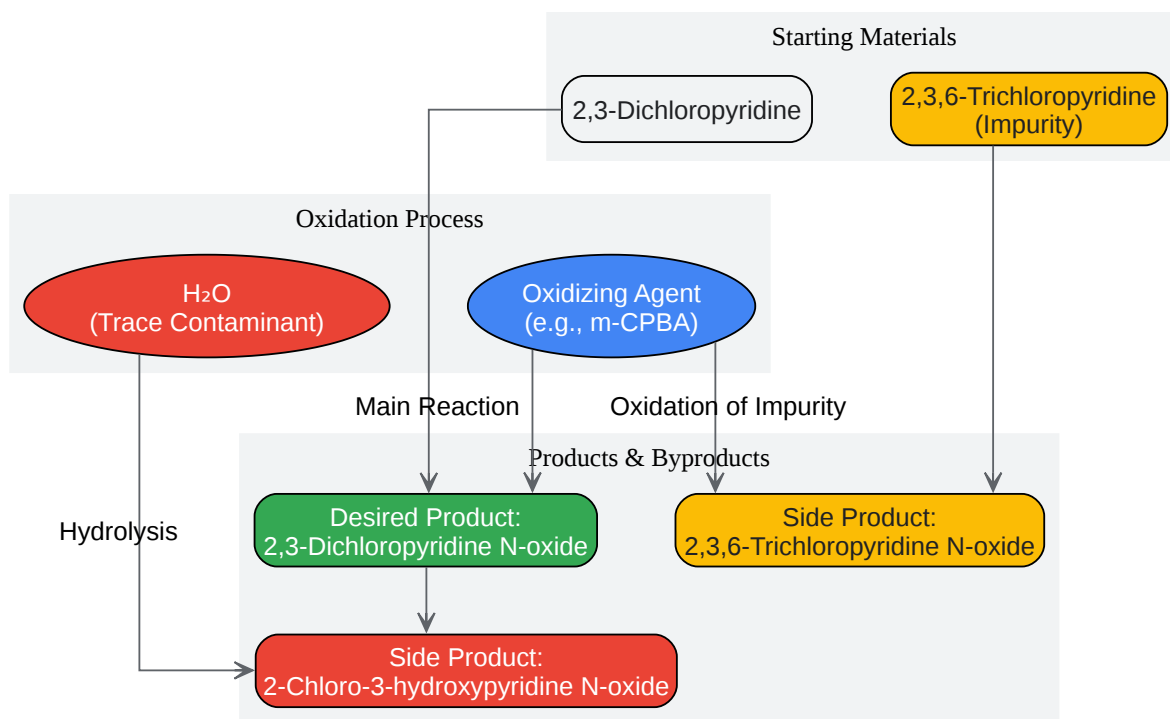 Starting Materials
2,3-Dichloropyridine
2,3,6-Trichloropyridine
(Impurity)
Oxidation Process
H₂O
(Trace Contaminant)
Oxidizing Agent
(e.g., m-CPBA)
Main Reaction
Oxidation of Impurity
Products & Byproducts
Hydrolysis
Desired Product:
2,3-Dichloropyridine N-oxide
Side Product:
2,3,6-Trichloropyridine N-oxide
Side Product:
2-Chloro-3-hydroxypyridine N-oxide